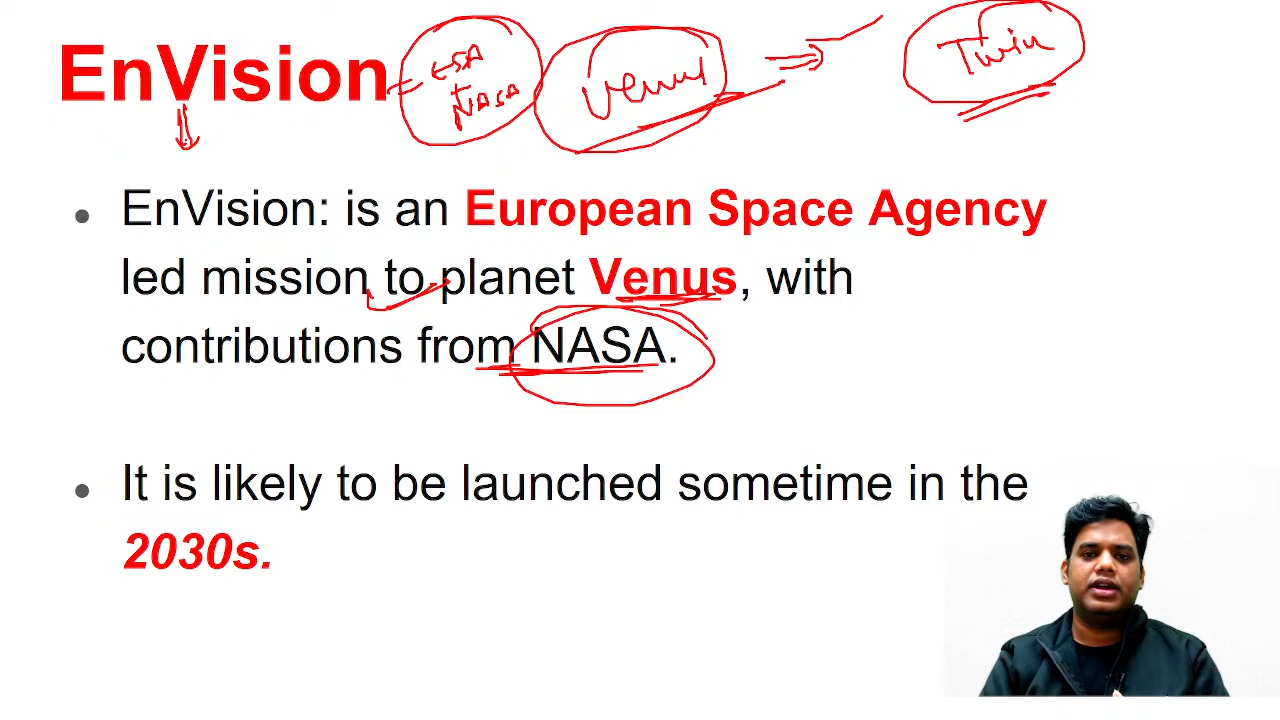 EnVision = ESA + NASA Venus ⇒ Twin
• EnVision: is an European Space Agency
led mission to planet Venus, with
contributions from NASA.
• It is likely to be launched sometime in the
2030s.